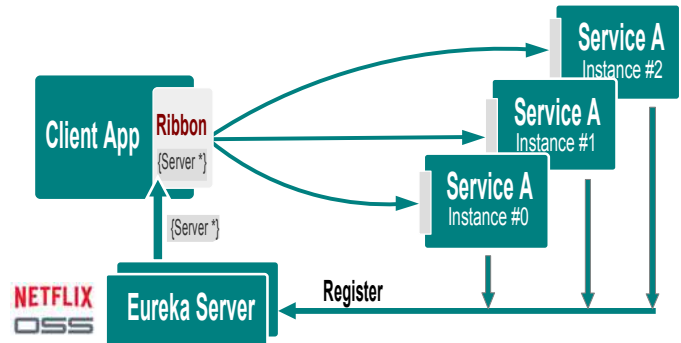 Service A
Instance #2
Client App
Ribbon
{Server *}
Service A
Instance #1
Service A
Instance #0
{Server *}
NETFLIX
OSS
Eureka Server
Register